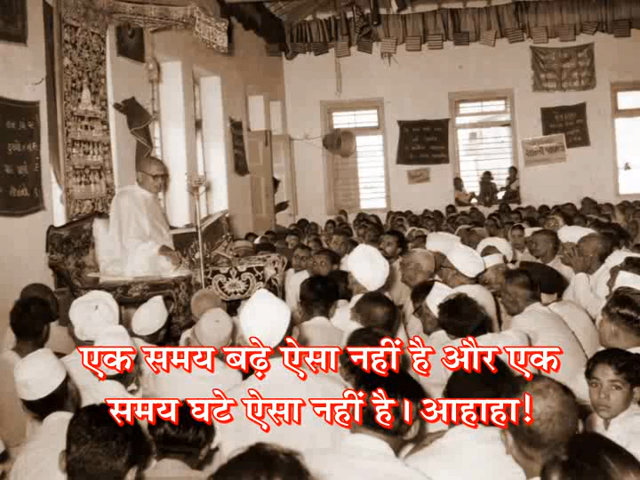 एक समय बढ़े ऐसा नहीं है और एक
समय घटे ऐसा नहीं है। आहाहा!